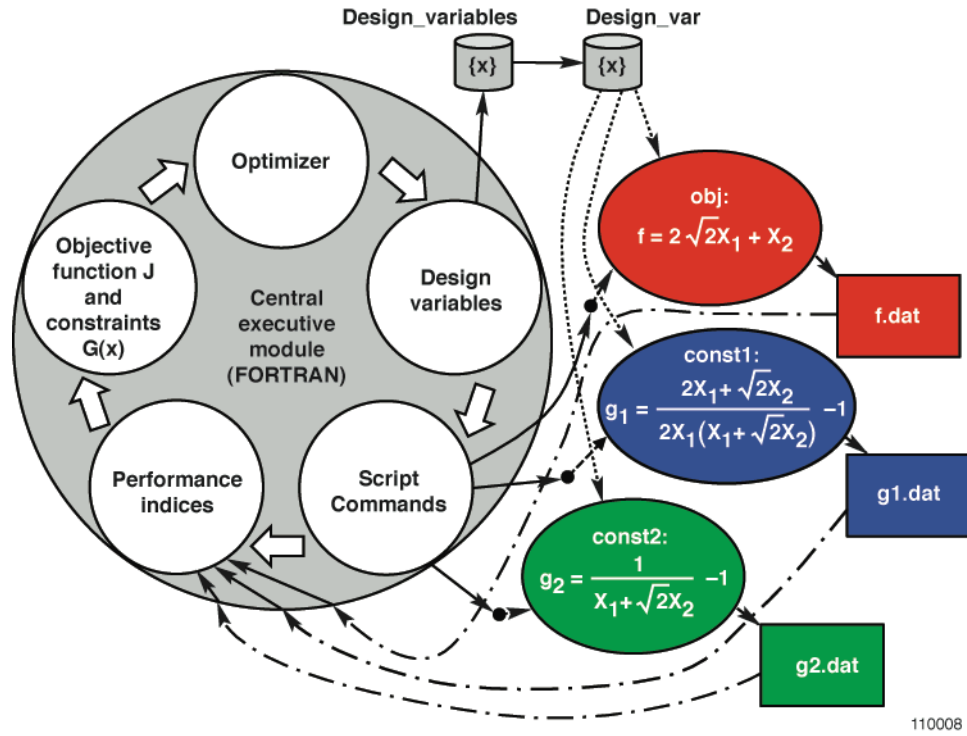 Design_variables
Design_var
{x}
{x}
Optimizer
Objective
function J
and
constraints
G(x)
Central
executive
module
(FORTRAN)
Design
variables
Performance
indices
Script
Commands
obj:
f = 2 √2X₁ + X₂
f.dat
const1:
g₁ = (2X₁ + √2X₂) / (2X₁(X₁ + √2X₂)) −1
g1.dat
const2:
g₂ = 1 / (X₁ + √2X₂) −1
g2.dat
110008